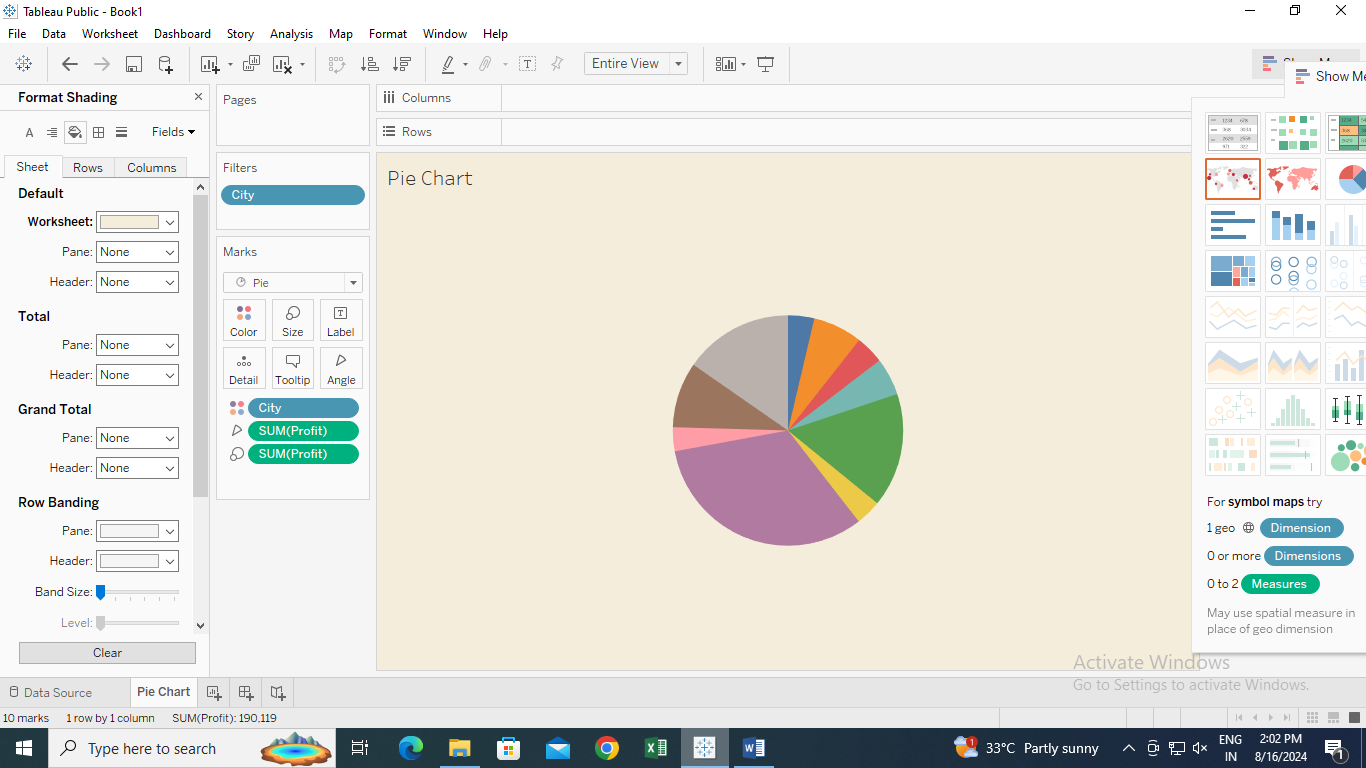 Tableau Public - Book1
File Data Worksheet Dashboard Story Analysis Map Format Window Help
Entire View
Show Me
Format Shading
Fields
Sheet Rows Columns
Default
Worksheet:
Pane: None
Header: None
Total
Pane: None
Header: None
Grand Total
Pane: None
Header: None
Row Banding
Pane:
Header:
Band Size:
Level:
Clear
Pages
Filters
City
Marks
Pie
Color Size Label
Detail Tooltip Angle
City
SUM(Profit)
SUM(Profit)
Columns
Rows
Pie Chart
For symbol maps try
1 geo Dimension
0 or more Dimensions
0 to 2 Measures
May use spatial measure in
place of geo dimension
Activate Windows
Go to Settings to activate Windows.
Data Source Pie Chart
10 marks 1 row by 1 column SUM(Profit): 190,119
Type here to search
1
33°C Partly sunny
ENG
IN
2:02 PM
8/16/2024
1